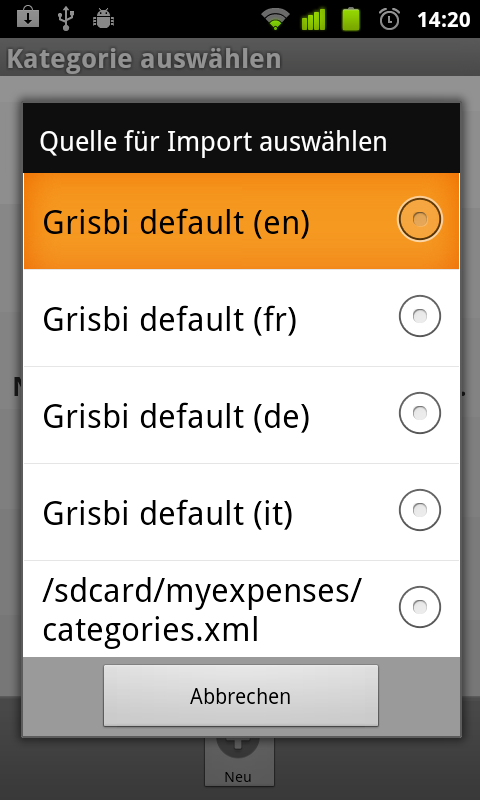 14:20
Kategorie auswählen
Quelle für Import auswählen
Grisbi default (en)
Grisbi default (fr)
Grisbi default (de)
Grisbi default (it)
/sdcard/myexpenses/
categories.xml
Abbrechen
Neu